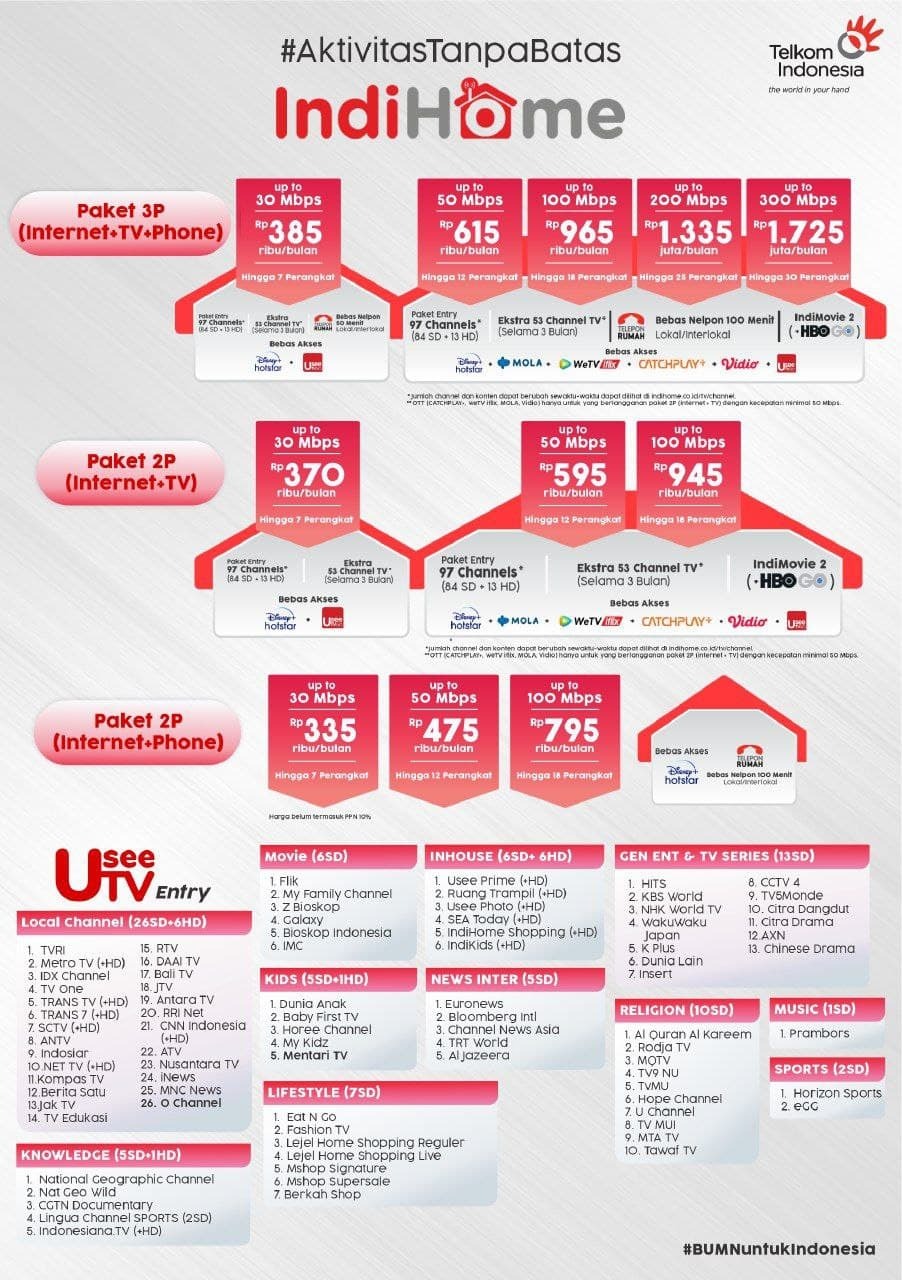 #AktivitasTanpaBatas
IndiHome
Telkom
Indonesia
the world in your hand
Paket 3P
(Internet+TV+Phone)
up to
30 Mbps
Rp385
ribu/bulan
Hingga 7 Perangkat
up to
50 Mbps
Rp615
ribu/bulan
Hingga 12 Perangkat
up to
100 Mbps
Rp965
ribu/bulan
Hingga 18 Perangkat
up to
200 Mbps
Rp1.335
juta/bulan
Hingga 25 Perangkat
up to
300 Mbps
Rp1.725
juta/bulan
Hingga 30 Perangkat
Paket Entry
97 Channels*
(84 SD + 13 HD)
Ekstra
53 Channel TV*
(Selama 3 Bulan)
TELEPON
RUMAH
Bebas Nelpon
50 Menit
Lokal/Interlokal
Bebas Akses
Disney+
hotstar
Usee
Paket Entry
97 Channels*
(84 SD + 13 HD)
Ekstra 53 Channel TV*
(Selama 3 Bulan)
TELEPON
RUMAH
Bebas Nelpon 100 Menit
Lokal/Interlokal
IndiMovie 2
(+HBO GO)
Bebas Akses
Disney+
hotstar
• MOLA • WeTV iflix • CATCHPLAY+ • Vidio • Usee
*Jumlah channel dan konten dapat berubah sewaktu-waktu dapat dilihat di indihome.co.id/tv/channel.
**OTT (CATCHPLAY+, weTV iflix, MOLA, Vidio) hanya untuk yang berlangganan paket 2P (Internet + TV) dengan kecepatan minimal 50 Mbps.
Paket 2P
(Internet+TV)
up to
30 Mbps
Rp370
ribu/bulan
Hingga 7 Perangkat
up to
50 Mbps
Rp595
ribu/bulan
Hingga 12 Perangkat
up to
100 Mbps
Rp945
ribu/bulan
Hingga 18 Perangkat
Paket Entry
97 Channels*
(84 SD + 13 HD)
Ekstra
53 Channel TV*
(Selama 3 Bulan)
Bebas Akses
Disney+
hotstar
Usee
Paket Entry
97 Channels*
(84 SD + 13 HD)
Ekstra 53 Channel TV*
(Selama 3 Bulan)
IndiMovie 2
(+HBO GO)
Bebas Akses
Disney+
hotstar
• MOLA • WeTV iflix • CATCHPLAY+ • Vidio • Usee
*Jumlah channel dan konten dapat berubah sewaktu-waktu dapat dilihat di indihome.co.id/tv/channel.
**OTT (CATCHPLAY+, weTV iflix, MOLA, Vidio) hanya untuk yang berlangganan paket 2P (Internet + TV) dengan kecepatan minimal 50 Mbps.
Paket 2P
(Internet+Phone)
up to
30 Mbps
Rp335
ribu/bulan
Hingga 7 Perangkat
up to
50 Mbps
Rp475
ribu/bulan
Hingga 12 Perangkat
up to
100 Mbps
Rp795
ribu/bulan
Hingga 18 Perangkat
Bebas Akses
Disney+
hotstar
TELEPON
RUMAH
Bebas Nelpon 100 Menit
Lokal/Interlokal
Harga belum termasuk PPN 10%
Usee
TV Entry
Local Channel (26SD+6HD)
1. TVRI
2. Metro TV (+HD)
3. IDX Channel
4. TV One
5. TRANS TV (+HD)
6. TRANS 7 (+HD)
7. SCTV (+HD)
8. ANTV
9. Indosiar
10.NET TV (+HD)
11.Kompas TV
12.Berita Satu
13.Jak TV
14. TV Edukasi
15. RTV
16. DAAI TV
17. Bali TV
18. JTV
19. Antara TV
20. RRI Net
21. CNN Indonesia
(+HD)
22. ATV
23. Nusantara TV
24. iNews
25. MNC News
26. O Channel
KNOWLEDGE (5SD+1HD)
1. National Geographic Channel
2. Nat Geo Wild
3. CGTN Documentary
4. Lingua Channel SPORTS (2SD)
5. Indonesiana.TV (+HD)
Movie (6SD)
1. Flik
2. My Family Channel
3. Z Bioskop
4. Galaxy
5. Bioskop Indonesia
6. IMC
KIDS (5SD+1HD)
1. Dunia Anak
2. Baby First TV
3. Horee Channel
4. My Kidz
5. Mentari TV
LIFESTYLE (7SD)
1. Eat N Go
2. Fashion TV
3. Lejel Home Shopping Reguler
4. Lejel Home Shopping Live
5. Mshop Signature
6. Mshop Supersale
7. Berkah Shop
INHOUSE (6SD+ 6HD)
1. Usee Prime (+HD)
2. Ruang Trampil (+HD)
3. Usee Photo (+HD)
4. SEA Today (+HD)
5. IndiHome Shopping (+HD)
6. IndiKids (+HD)
NEWS INTER (5SD)
1. Euronews
2. Bloomberg Intl
3. Channel News Asia
4. TRT World
5. Al Jazeera
GEN ENT & TV SERIES (13SD)
1. HITS
2. KBS World
3. NHK World TV
4. WakuWaku
Japan
5. K Plus
6. Dunia Lain
7. Insert
8. CCTV 4
9. TV5Monde
10. Citra Dangdut
11. Citra Drama
12.AXN
13. Chinese Drama
RELIGION (10SD)
1. Al Quran Al Kareem
2. Rodja TV
3. MQTV
4. TV9 NU
5. TVMU
6. Hope Channel
7. U Channel
8. TV MUI
9. MTA TV
10. Tawaf TV
MUSIC (1SD)
1. Prambors
SPORTS (2SD)
1. Horizon Sports
2. eGG
#BUMNuntukIndonesia